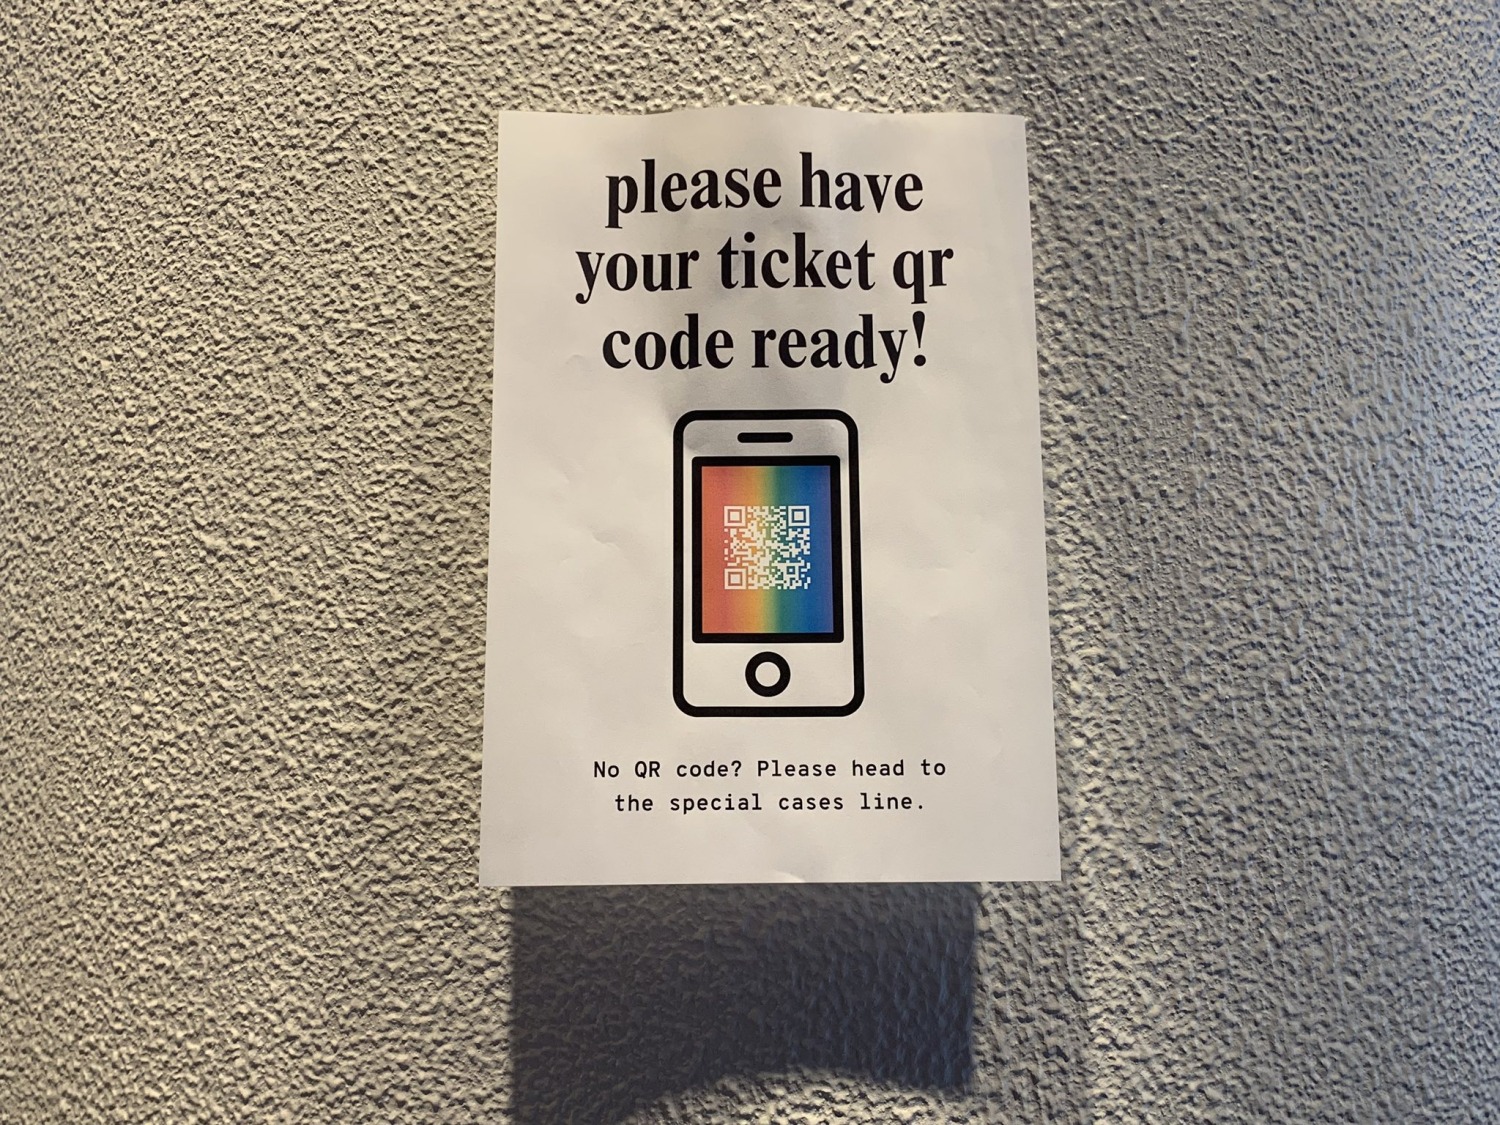 please have
your ticket qr
code ready!
No QR code? Please head to
the special cases line.